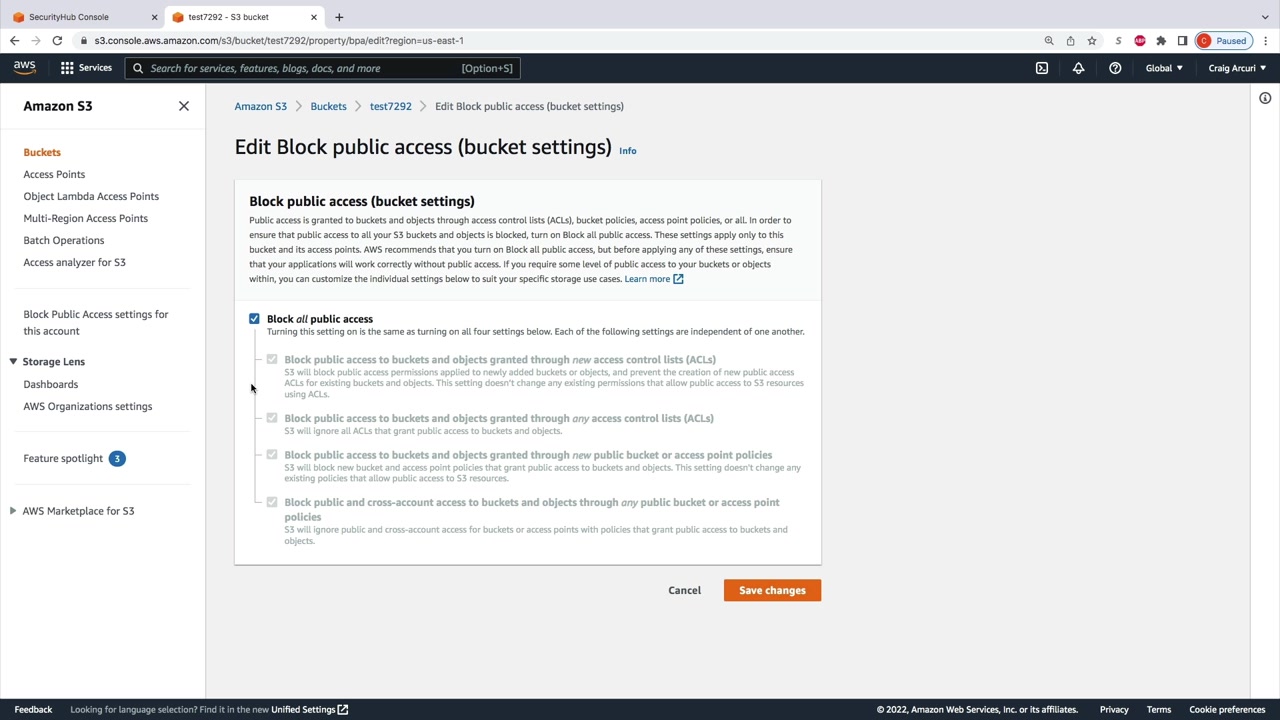 SecurityHub Console
test7292 - S3 bucket
s3.console.aws.amazon.com/s3/bucket/test7292/property/bpa/edit?region=us-east-1
S
ABP
C Paused
aws
Services
Search for services, features, blogs, docs, and more [Option+S]
Global
Craig Arcuri
Amazon S3
Buckets
Access Points
Object Lambda Access Points
Multi-Region Access Points
Batch Operations
Access analyzer for S3
Block Public Access settings for
this account
Storage Lens
Dashboards
AWS Organizations settings
Feature spotlight 3
AWS Marketplace for S3
Amazon S3 > Buckets > test7292 > Edit Block public access (bucket settings)
Edit Block public access (bucket settings) Info
Block public access (bucket settings)
Public access is granted to buckets and objects through access control lists (ACLs), bucket policies, access point policies, or all. In order to
ensure that public access to all your S3 buckets and objects is blocked, turn on Block all public access. These settings apply only to this
bucket and its access points. AWS recommends that you turn on Block all public access, but before applying any of these settings, ensure
that your applications will work correctly without public access. If you require some level of public access to your buckets or objects
within, you can customize the individual settings below to suit your specific storage use cases. Learn more
Block all public access
Turning this setting on is the same as turning on all four settings below. Each of the following settings are independent of one another.
Block public access to buckets and objects granted through new access control lists (ACLs)
S3 will block public access permissions applied to newly added buckets or objects, and prevent the creation of new public access
ACLs for existing buckets and objects. This setting doesn't change any existing permissions that allow public access to S3 resources
using ACLs.
Block public access to buckets and objects granted through any access control lists (ACLs)
S3 will ignore all ACLs that grant public access to buckets and objects.
Block public access to buckets and objects granted through new public bucket or access point policies
S3 will block new bucket and access point policies that grant public access to buckets and objects. This setting doesn't change any
existing policies that allow public access to S3 resources.
Block public and cross-account access to buckets and objects through any public bucket or access point
policies
S3 will ignore public and cross-account access for buckets or access points with policies that grant public access to buckets and
objects.
Cancel
Save changes
Feedback
Looking for language selection? Find it in the new Unified Settings
© 2022, Amazon Web Services, Inc. or its affiliates.
Privacy
Terms
Cookie preferences